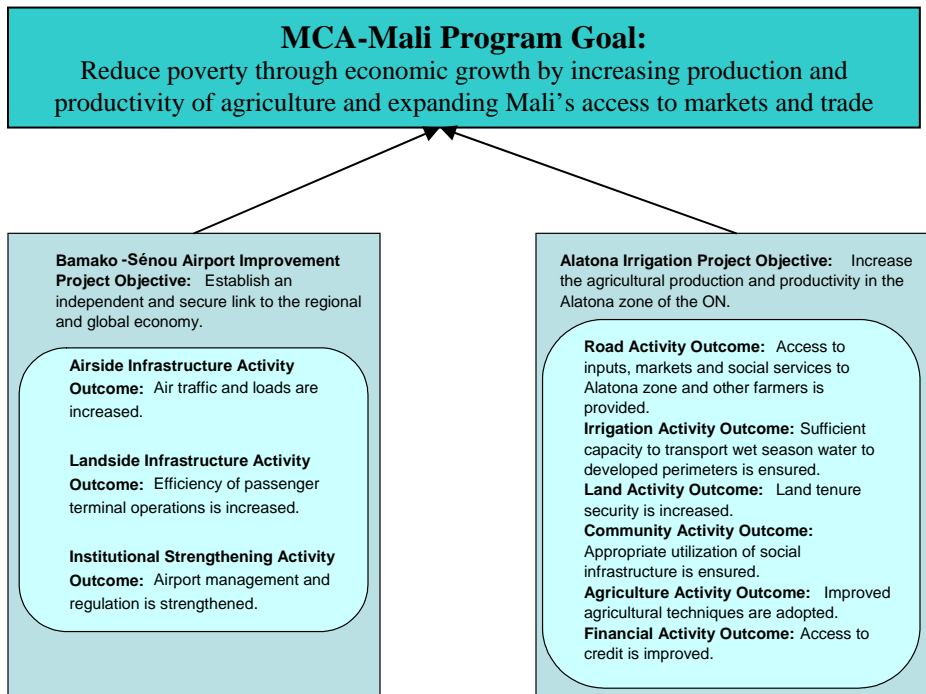 MCA-Mali Program Goal:
Reduce poverty through economic growth by increasing production and
productivity of agriculture and expanding Mali's access to markets and trade
Bamako -Sénou Airport Improvement
Project Objective: Establish an
independent and secure link to the regional
and global economy.
Airside Infrastructure Activity
Outcome: Air traffic and loads are
increased.
Landside Infrastructure Activity
Outcome: Efficiency of passenger
terminal operations is increased.
Institutional Strengthening Activity
Outcome: Airport management and
regulation is strengthened.
Alatona Irrigation Project Objective: Increase
the agricultural production and productivity in the
Alatona zone of the ON.
Road Activity Outcome: Access to
inputs, markets and social services to
Alatona zone and other farmers is
provided.
Irrigation Activity Outcome: Sufficient
capacity to transport wet season water to
developed perimeters is ensured.
Land Activity Outcome: Land tenure
security is increased.
Community Activity Outcome:
Appropriate utilization of social
infrastructure is ensured.
Agriculture Activity Outcome: Improved
agricultural techniques are adopted.
Financial Activity Outcome: Access to
credit is improved.